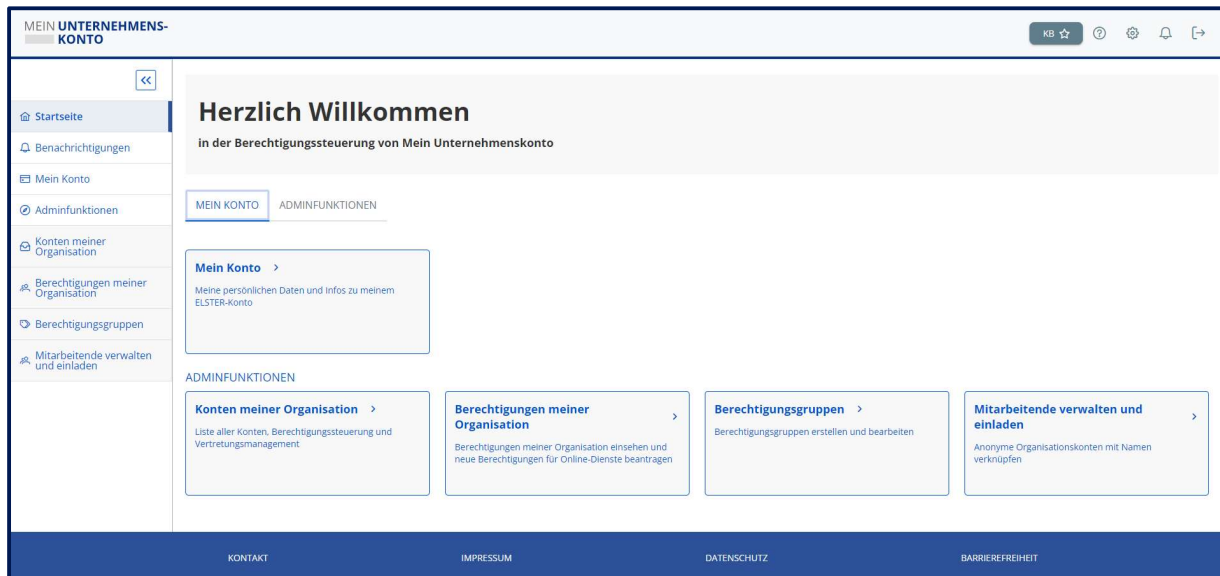 MEIN UNTERNEHMENS-
KONTO
KB
Startseite
Benachrichtigungen
Mein Konto
Adminfunktionen
Konten meiner
Organisation
Berechtigungen meiner
Organisation
Berechtigungsgruppen
Mitarbeitende verwalten
und einladen
Herzlich Willkommen
in der Berechtigungssteuerung von Mein Unternehmenskonto
MEIN KONTO ADMINFUNKTIONEN
Mein Konto
Meine persönlichen Daten und Infos zu meinem
ELSTER-Konto
ADMINFUNKTIONEN
Konten meiner Organisation
Liste aller Konten, Berechtigungssteuerung und
Vertretungsmanagement
Berechtigungen meiner
Organisation
Berechtigungen meiner Organisation einsehen und
neue Berechtigungen für Online-Dienste beantragen
Berechtigungsgruppen
Berechtigungsgruppen erstellen und bearbeiten
Mitarbeitende verwalten und
einladen
Anonyme Organisationskonten mit Namen
verknüpfen
KONTAKT IMPRESSUM DATENSCHUTZ BARRIEREFREIHEIT